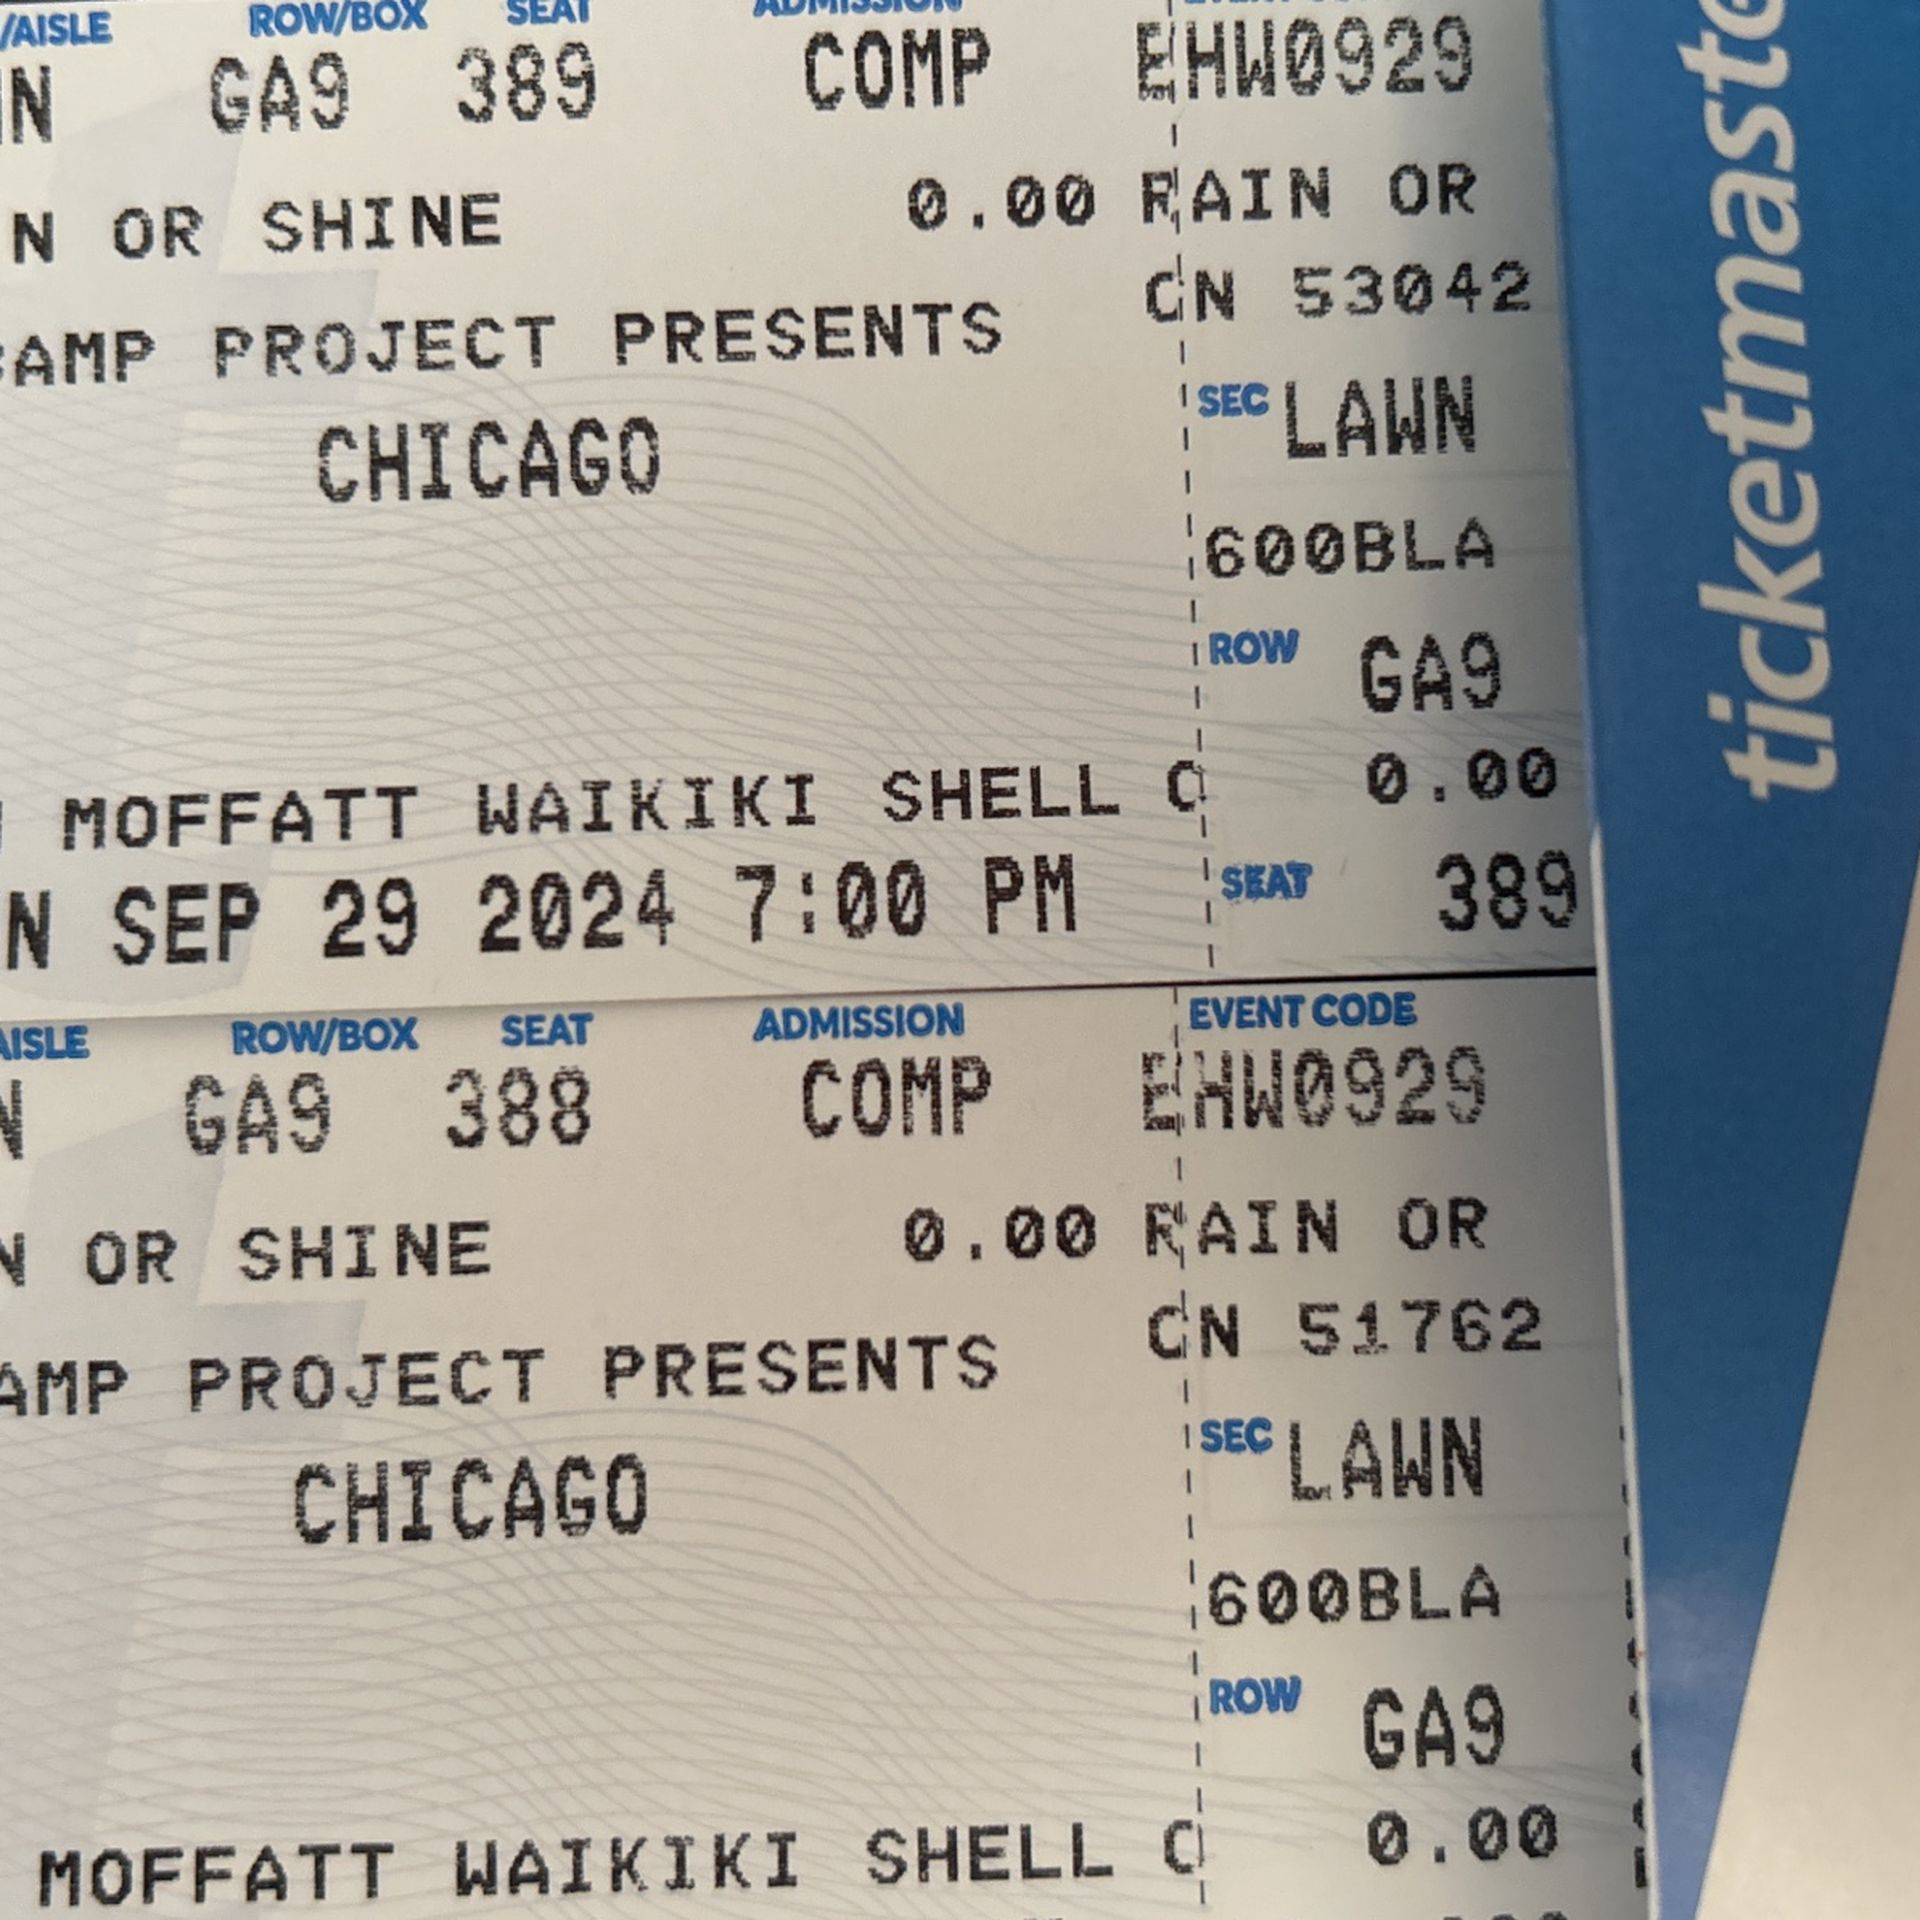 /AISLE ROW/BOX SEAT ADMISSION
N GA9 389 COMP EHW0929
N OR SHINE 0.00 RAIN OR
CN 53042
AMP PROJECT PRESENTS
SEC LAWN
CHICAGO
600BLA
ROW GA9
MOFFATT WAIKIKI SHELL C 0.00
N SEP 29 2024 7:00 PM SEAT 389
AISLE ROW/BOX SEAT ADMISSION EVENT CODE
N GA9 388 COMP EHW0929
N OR SHINE 0.00 RAIN OR
CN 51762
AMP PROJECT PRESENTS
SEC LAWN
CHICAGO
600BLA
ROW GA9
MOFFATT WAIKIKI SHELL C 0.00
ticketmaste